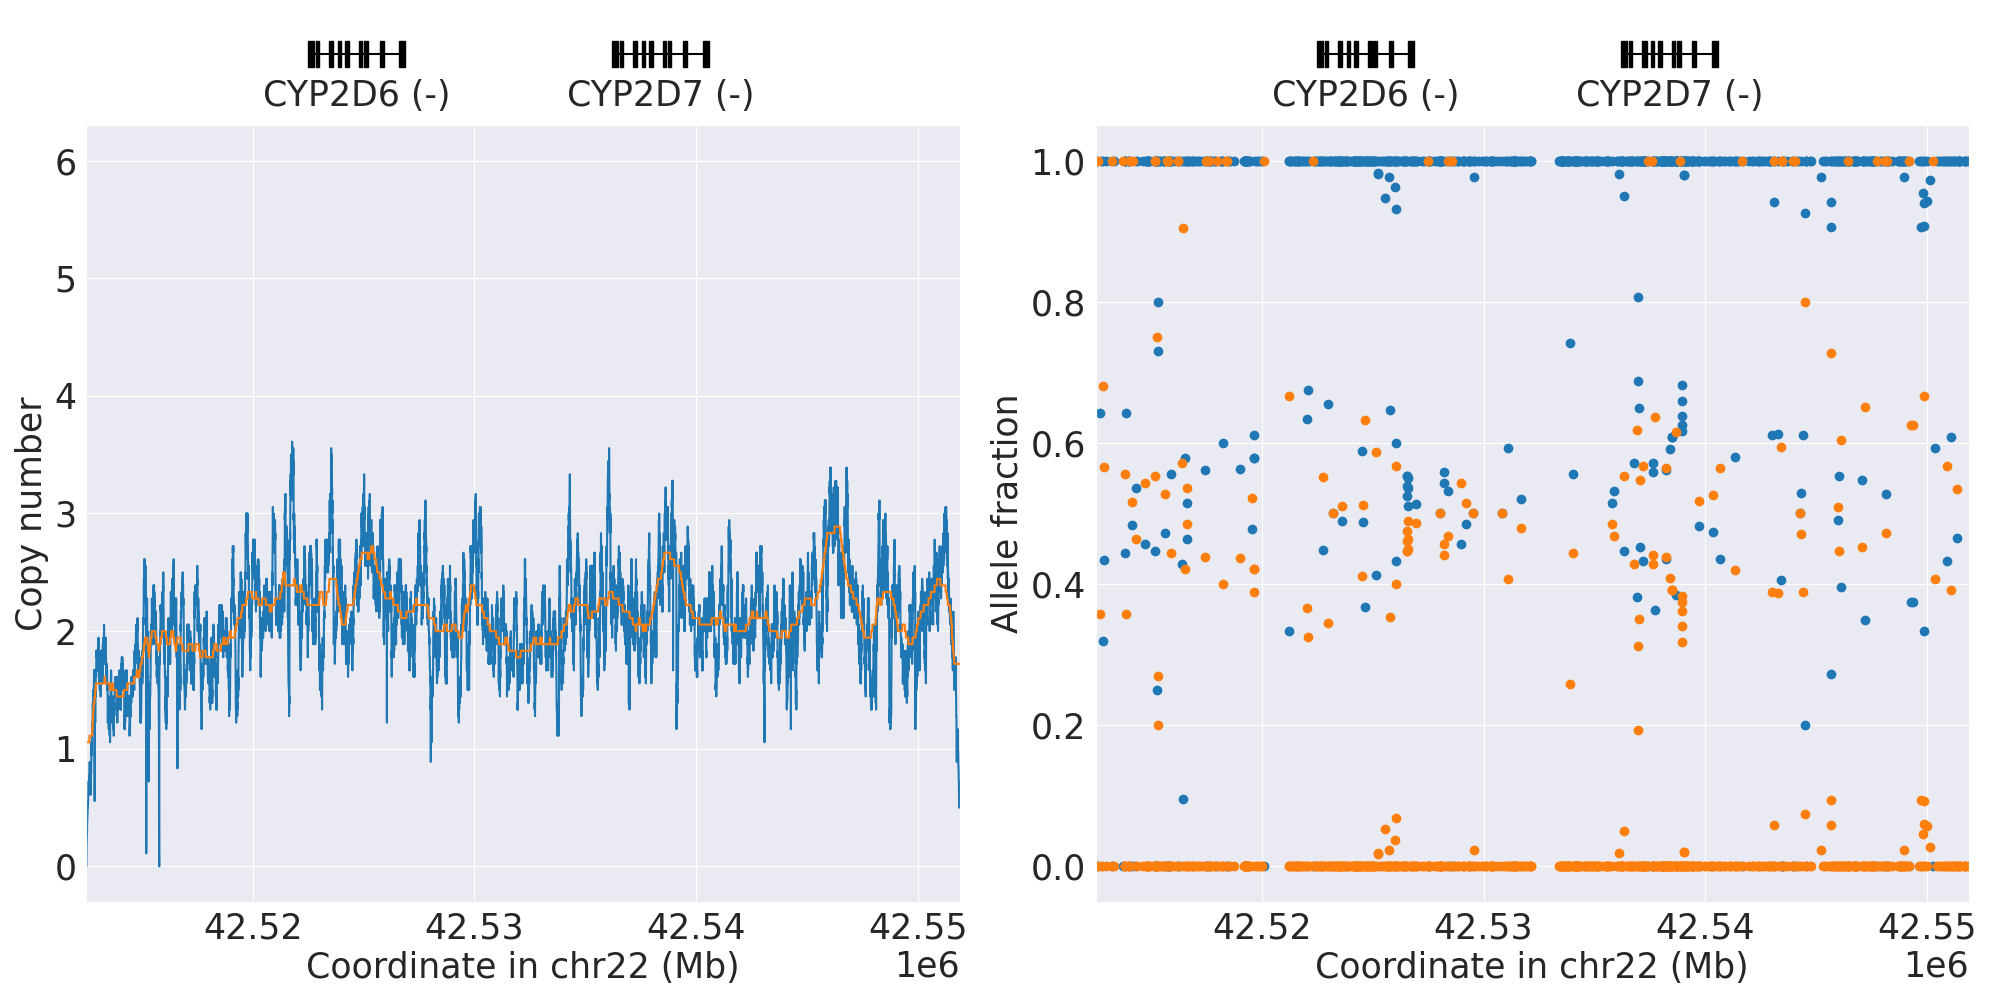 CYP2D6 (-) CYP2D7 (-)
6
5
4
3
2
1
0
Copy number
42.52 42.53 42.54 42.55
Coordinate in chr22 (Mb)
1e6
CYP2D6 (-) CYP2D7 (-)
1.0
0.8
0.6
0.4
0.2
0.0
Allele fraction
42.52 42.53 42.54 42.55
Coordinate in chr22 (Mb)
1e6